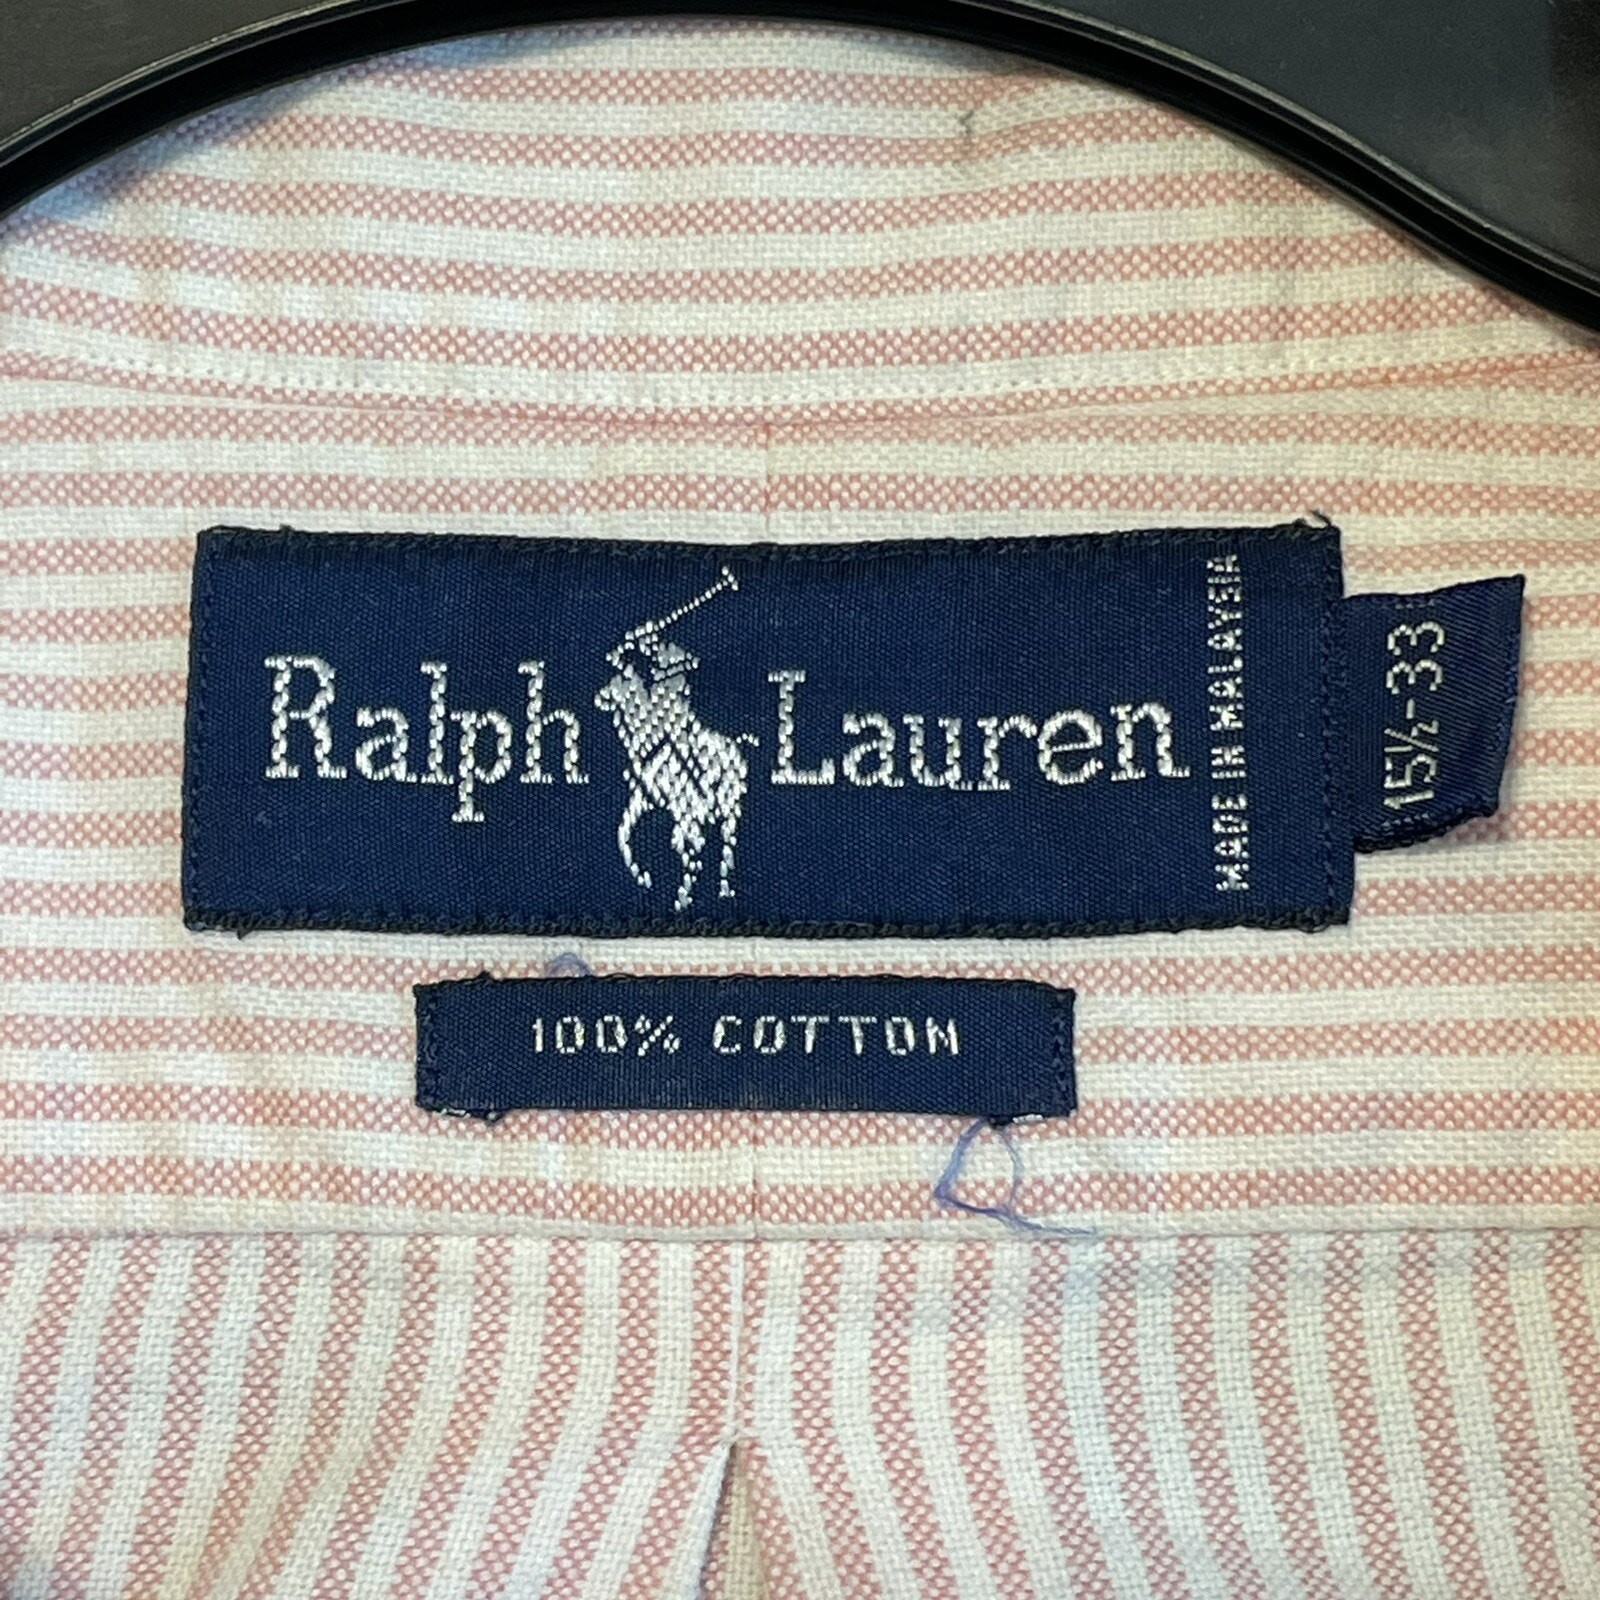 Ralph Lauren
MADE IN MALAYSIA
15½-33
100% COTTON